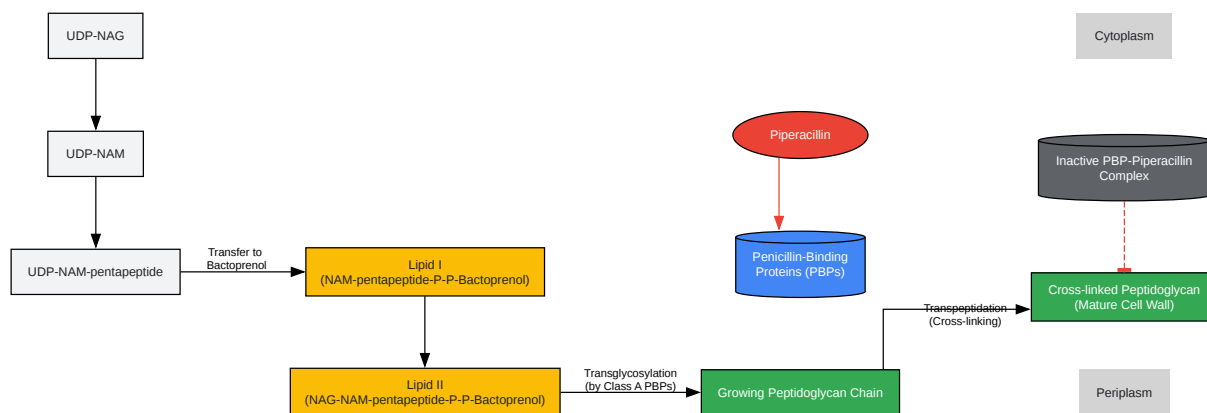 UDP-NAG
Cytoplasm
Piperacillin
UDP-NAM
Inactive PBP-Piperacillin
Complex
Transfer to
Bactoprenol
UDP-NAM-pentapeptide
Lipid I
(NAM-pentapeptide-P-P-Bactoprenol)
Penicillin-Binding
Proteins (PBPs)
Cross-linked Peptidoglycan
(Mature Cell Wall)
Transpeptidation
(Cross-linking)
Lipid II
(NAG-NAM-pentapeptide-P-P-Bactoprenol)
Transglycosylation
(by Class A PBPs)
Growing Peptidoglycan Chain
Periplasm